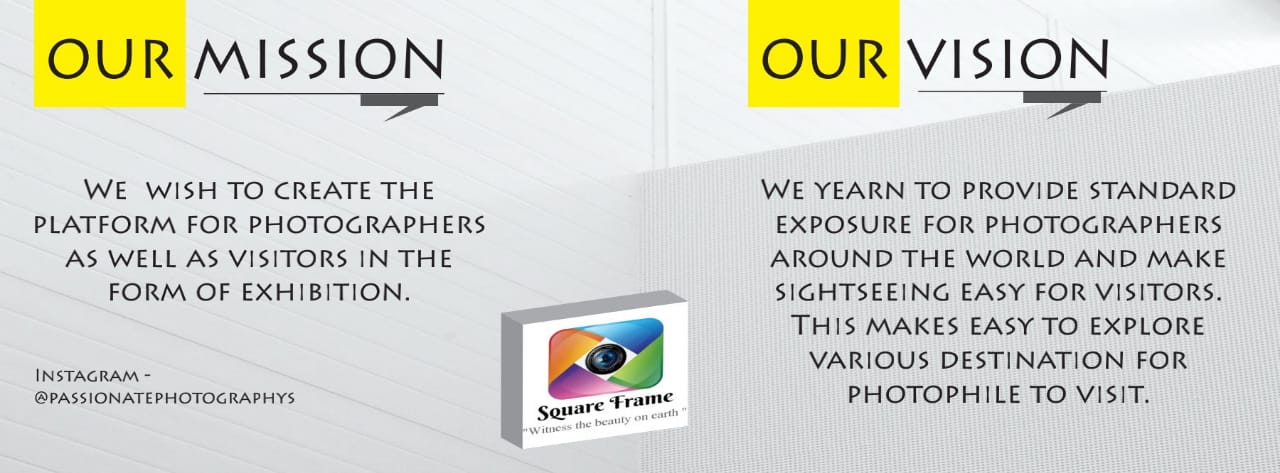 OUR MISSION
WE WISH TO CREATE THE
PLATFORM FOR PHOTOGRAPHERS
AS WELL AS VISITORS IN THE
FORM OF EXHIBITION.
INSTAGRAM -
@PASSIONATEPHOTOGRAPHYS
Square Frame
"Witness the beauty on earth "
OUR VISION
WE YEARN TO PROVIDE STANDARD
EXPOSURE FOR PHOTOGRAPHERS
AROUND THE WORLD AND MAKE
SIGHTSEEING EASY FOR VISITORS.
THIS MAKES EASY TO EXPLORE
VARIOUS DESTINATION FOR
PHOTOPHILE TO VISIT.